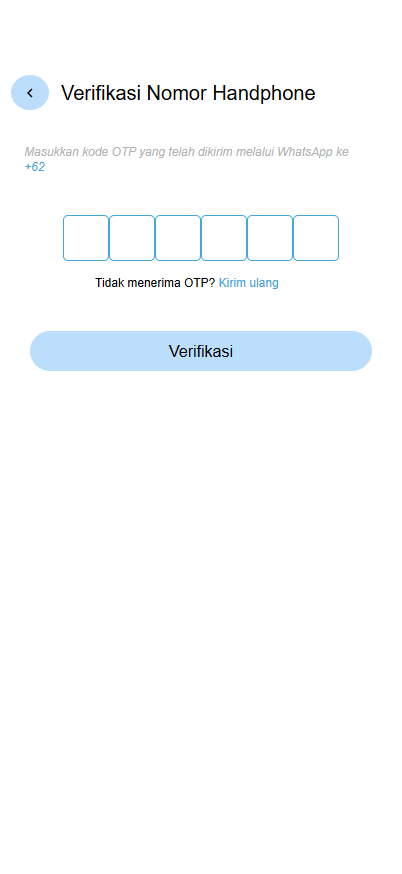 Verifikasi Nomor Handphone
Masukkan kode OTP yang telah dikirim melalui WhatsApp ke
+62
Tidak menerima OTP? Kirim ulang
Verifikasi